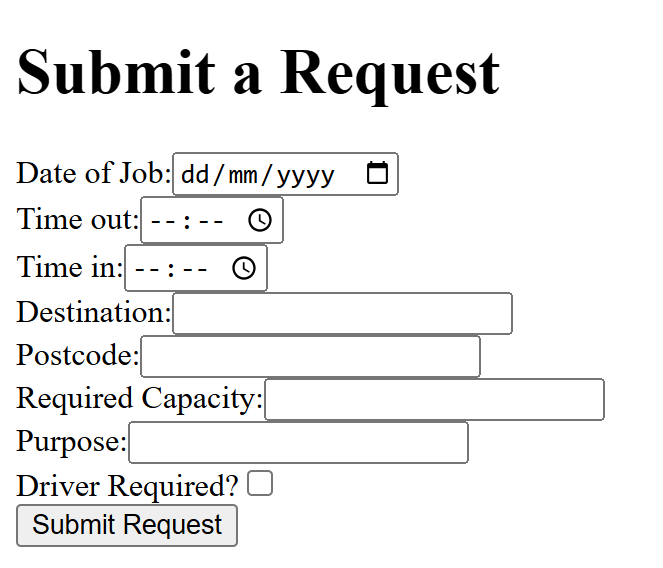 Submit a Request
Date of Job: dd/mm/yyyy
Time out: --:--
Time in: --:--
Destination:
Postcode:
Required Capacity:
Purpose:
Driver Required?
Submit Request